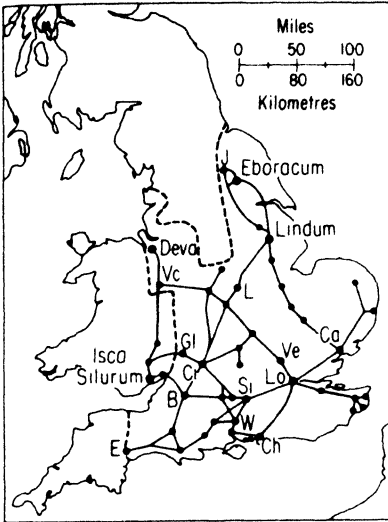 Miles
0 50 100
0 80 160
Kilometres
J
Eboracum
Lindum
Deva
Vc
L
Gl
Ca
Isca
Silurum
Ci
Ve
Lo
B
Si
W
E
Ch